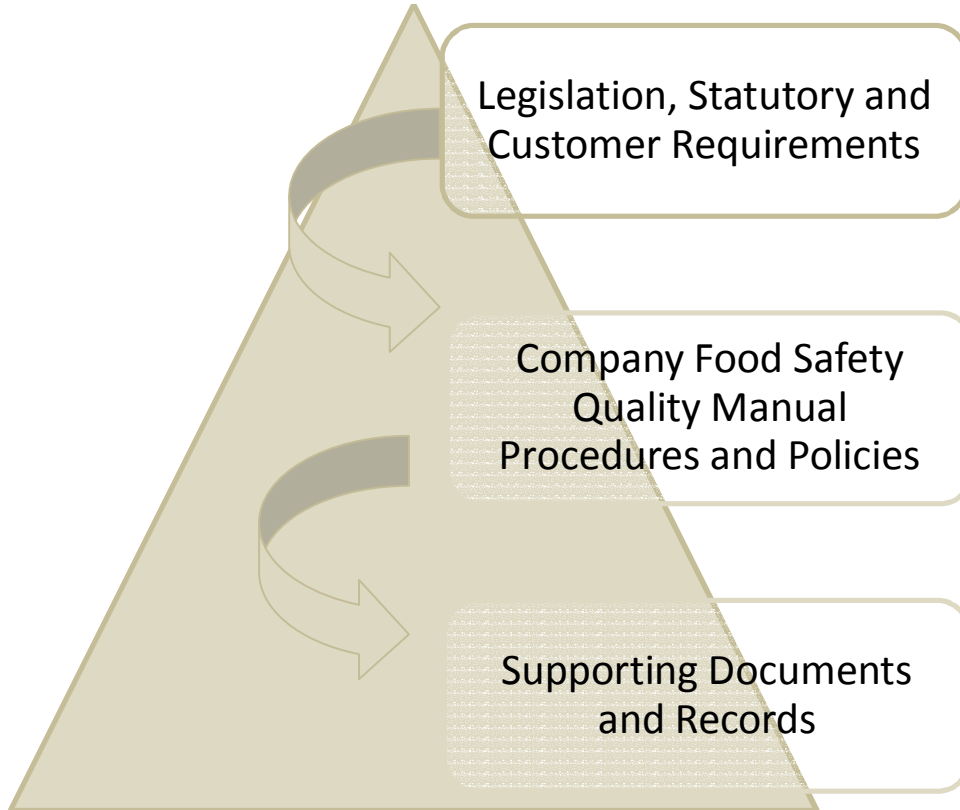 Legislation, Statutory and
Customer Requirements
Company Food Safety
Quality Manual
Procedures and Policies
Supporting Documents
and Records